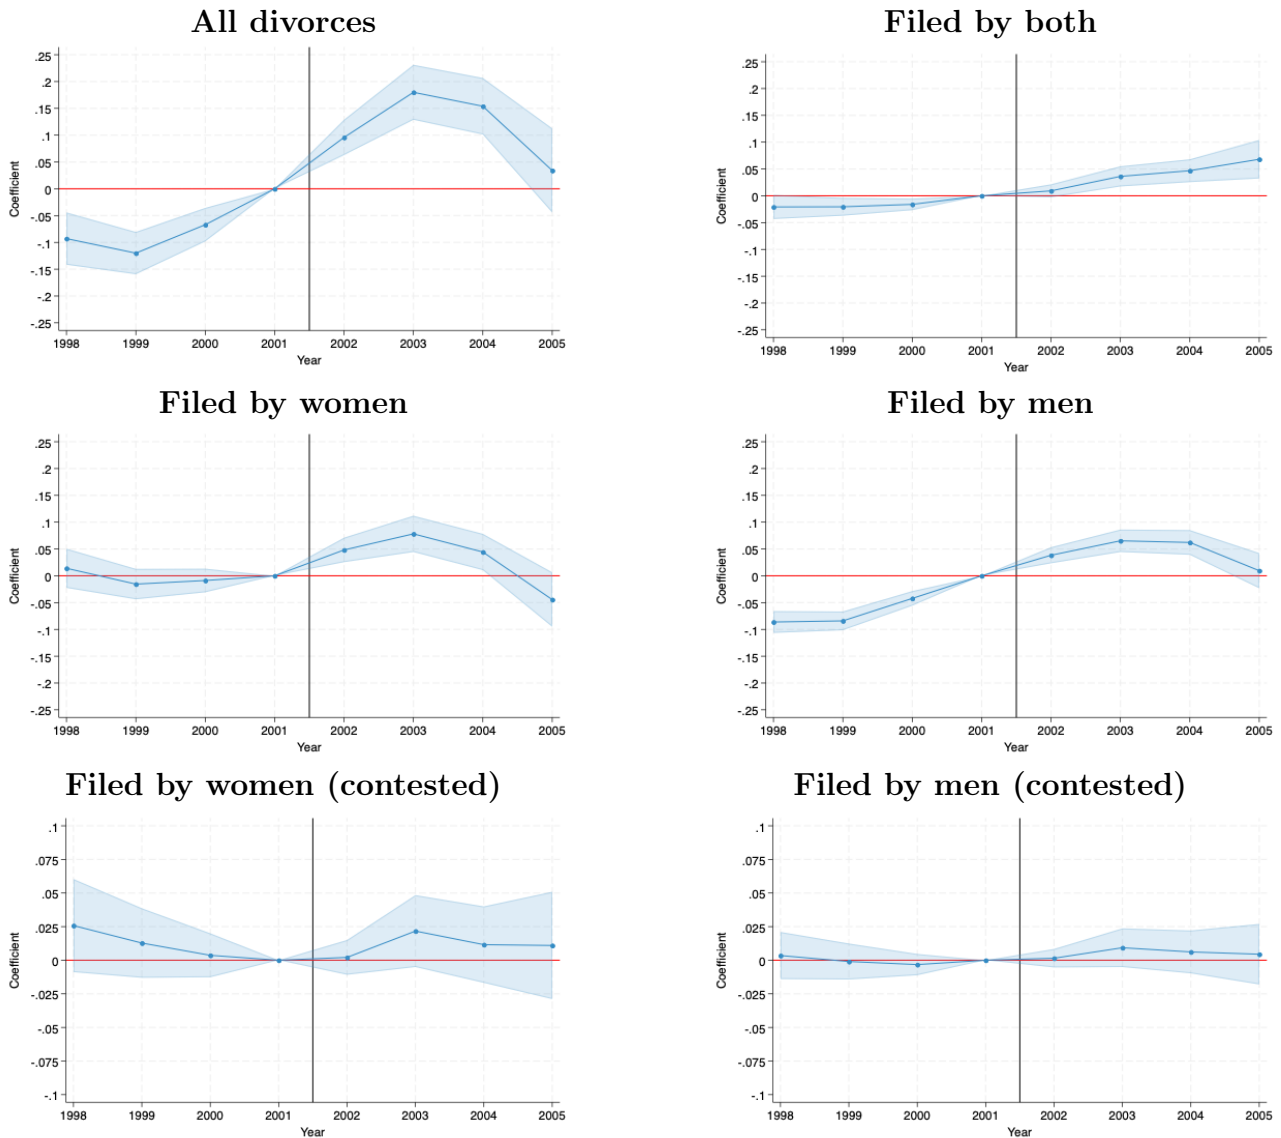 All divorces
.25
.2
.15
.1
.05
0
-.05
-.1
-.15
-.2
-.25
Coefficient
1998 1999 2000 2001 2002 2003 2004 2005
Year
Filed by both
.25
.2
.15
.1
.05
0
-.05
-.1
-.15
-.2
-.25
Coefficient
1998 1999 2000 2001 2002 2003 2004 2005
Year
Filed by women
.25
.2
.15
.1
.05
0
-.05
-.1
-.15
-.2
-.25
Coefficient
1998 1999 2000 2001 2002 2003 2004 2005
Year
Filed by men
.25
.2
.15
.1
.05
0
-.05
-.1
-.15
-.2
-.25
Coefficient
1998 1999 2000 2001 2002 2003 2004 2005
Year
Filed by women (contested)
.1
.075
.05
.025
0
-.025
-.05
-.075
-.1
Coefficient
1998 1999 2000 2001 2002 2003 2004 2005
Year
Filed by men (contested)
.1
.075
.05
.025
0
-.025
-.05
-.075
-.1
Coefficient
1998 1999 2000 2001 2002 2003 2004 2005
Year